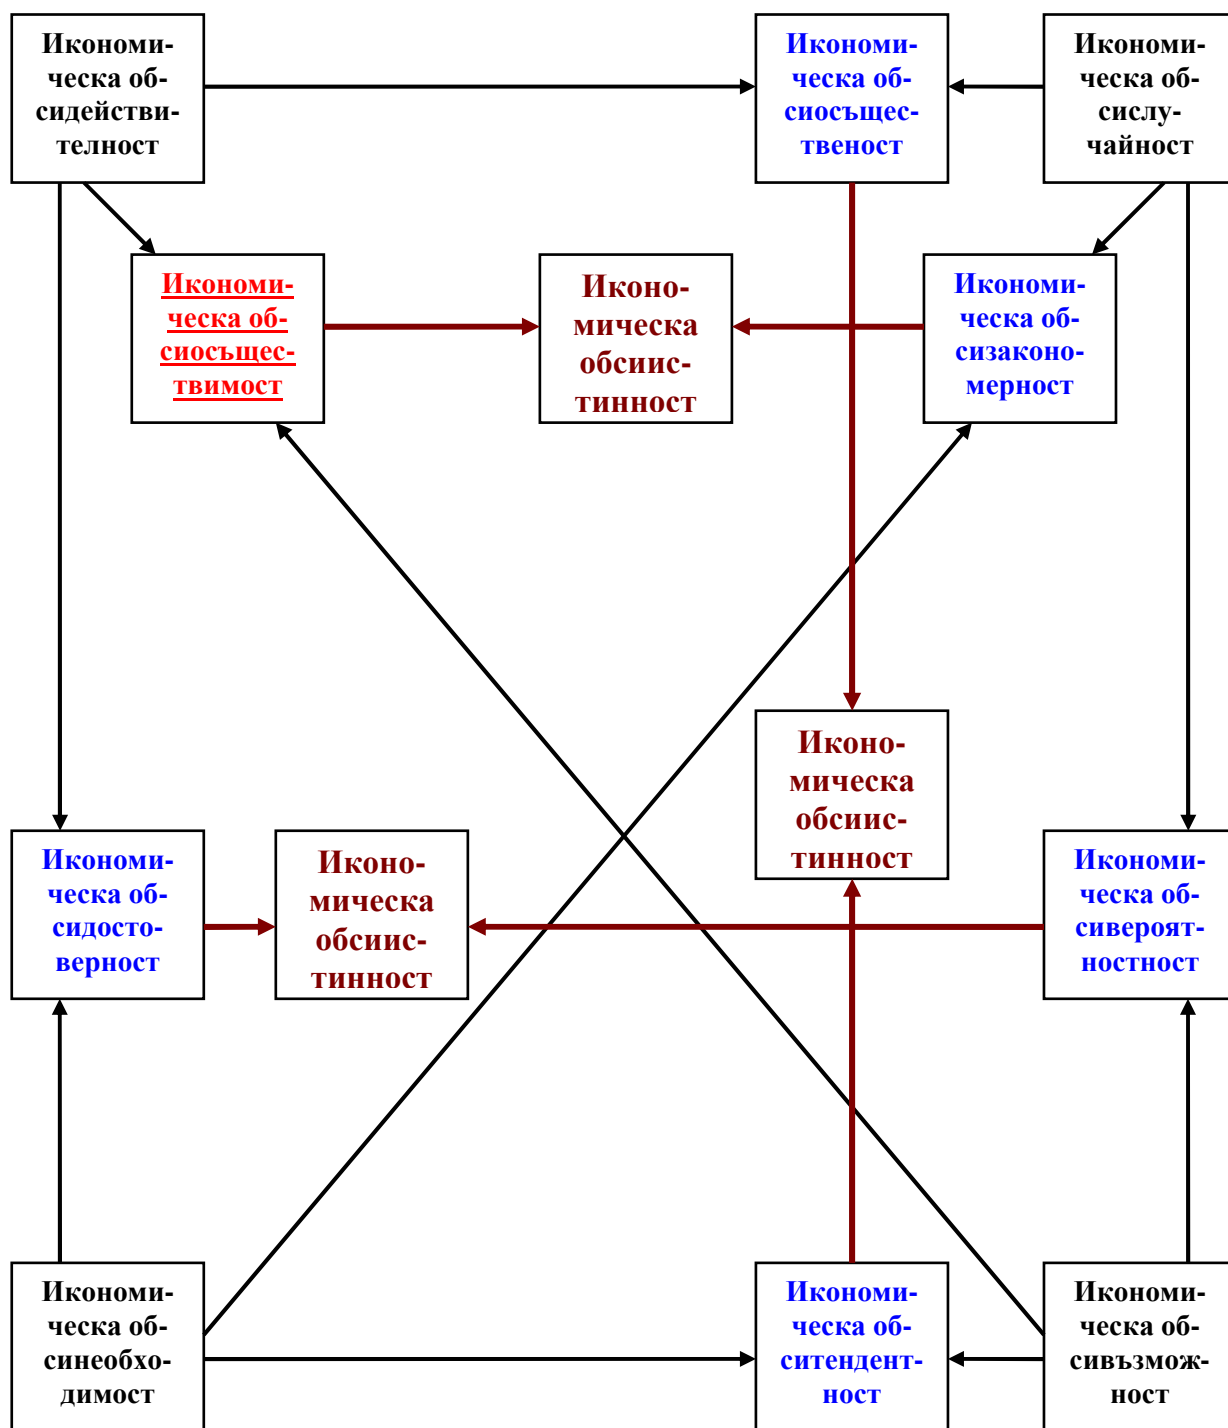 Икономи-
ческа об-
сидействи-
телност
Икономи-
ческа об-
сиосъщес-
твеност
Икономи-
ческа об-
сислу-
чайност
Икономи-
ческа об-
сиосъщес-
твимост
Иконо-
мическа
обсиис-
тинност
Икономи-
ческа об-
сизаконо-
мерност
Иконо-
мическа
обсиис-
тинност
Икономи-
ческа об-
сидосто-
верност
Иконо-
мическа
обсиис-
тинност
Икономи-
ческа об-
сивероят-
ностност
Икономи-
ческа об-
синеобхо-
димост
Икономи-
ческа об-
ситендент-
ност
Икономи-
ческа об-
сивъзмож-
ност